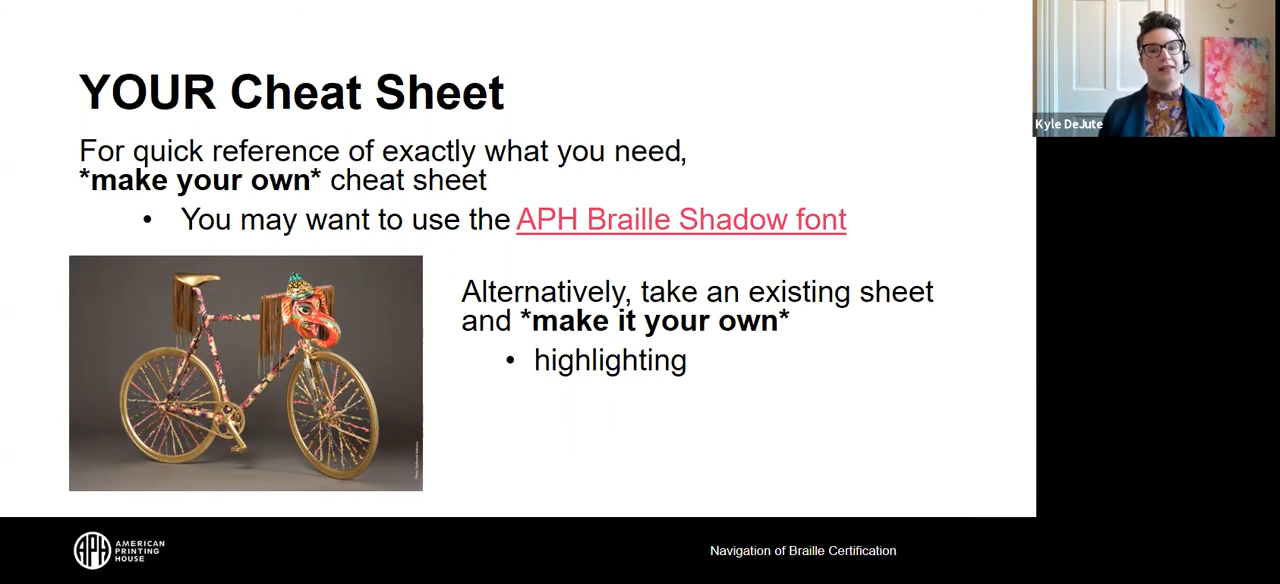 YOUR Cheat Sheet
For quick reference of exactly what you need,
*make your own* cheat sheet
• You may want to use the APH Braille Shadow font
Alternatively, take an existing sheet
and *make it your own*
• highlighting
Kyle DeJute
APH
AMERICAN
PRINTING
HOUSE
Navigation of Braille Certification